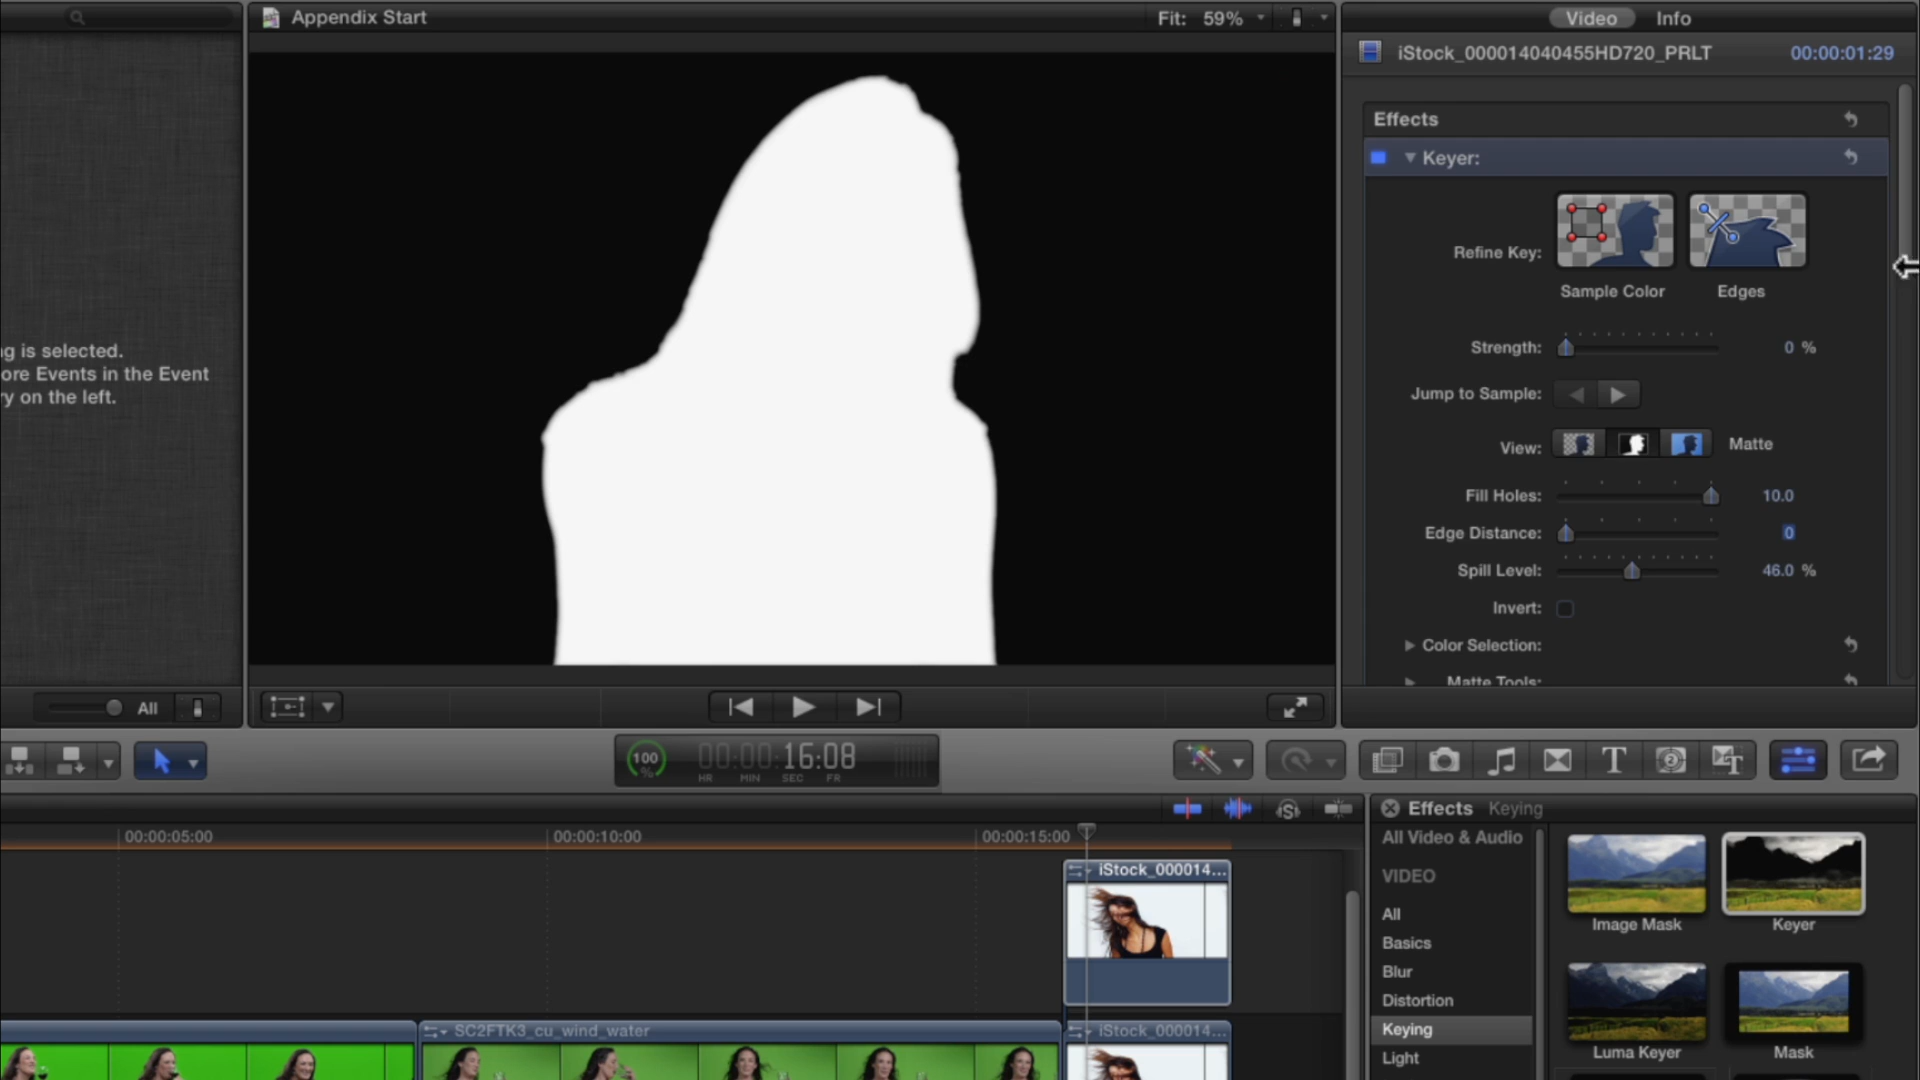 Appendix Start
Fit: 59%
Video
Info
iStock_000014040455HD720_PRLT
00:00:01:29
Effects
Keyer:
Refine Key:
Sample Color
Edges
Strength:
0 %
Jump to Sample:
View:
Matte
Fill Holes:
10.0
Edge Distance:
0
Spill Level:
46.0 %
Invert:
Color Selection:
Matte Tools:
g is selected.
ore Events in the Event
ry on the left.
All
100
%
00:00:16:08
HR MIN SEC FR
00:00:05:00
00:00:10:00
00:00:15:00
iStock_000014...
SC2FTK3_cu_wind_water
iStock_000014...
Effects Keying
All Video & Audio
VIDEO
All
Basics
Blur
Distortion
Keying
Light
Image Mask
Keyer
Luma Keyer
Mask